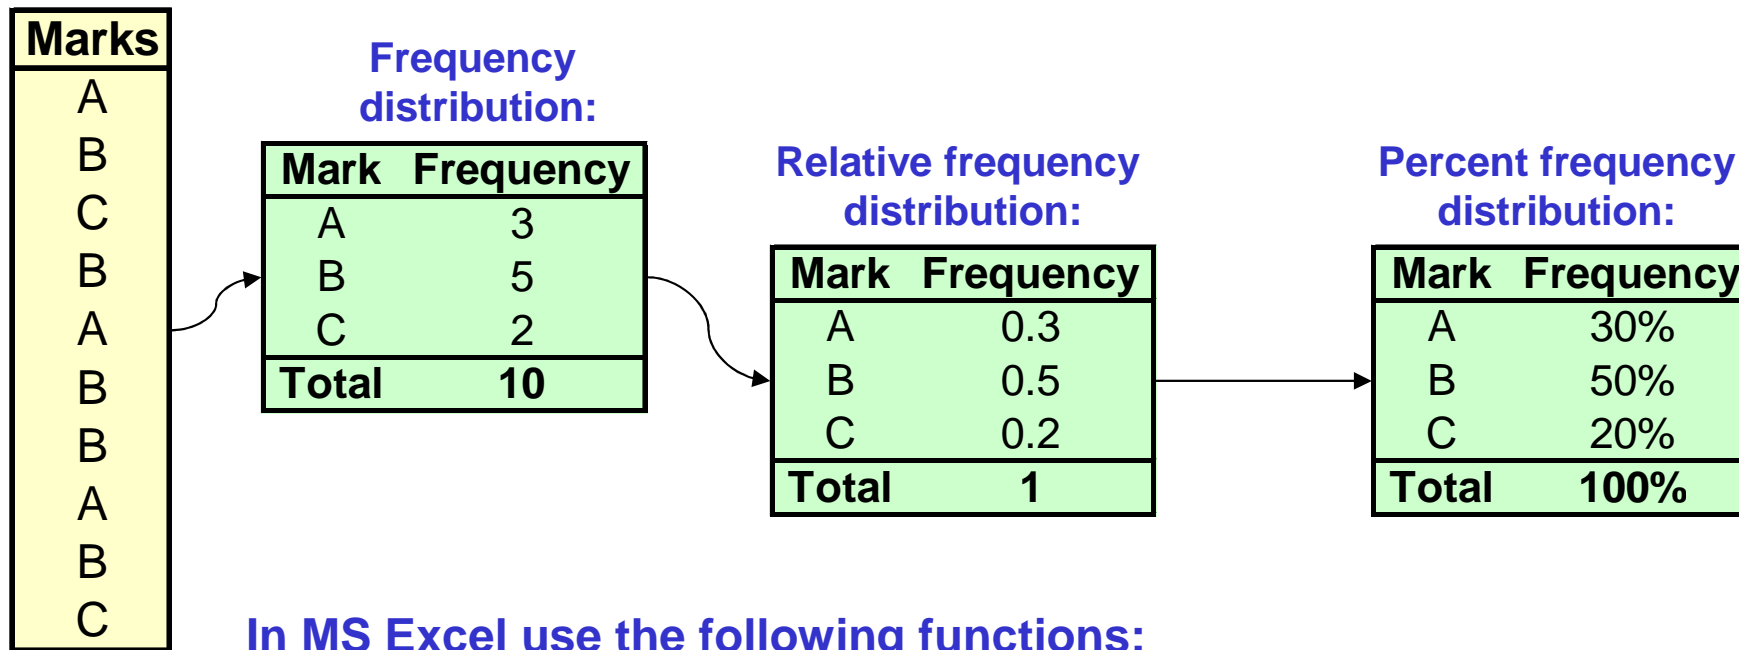 Marks
A
B
C
B
A
B
B
A
B
C
Frequency
distribution:
Mark Frequency
A 3
B 5
C 2
Total 10
Relative frequency
distribution:
Mark Frequency
A 0.3
B 0.5
C 0.2
Total 1
Percent frequency
distribution:
Mark Frequency
A 30%
B 50%
C 20%
Total 100%
In MS Excel use the following functions: